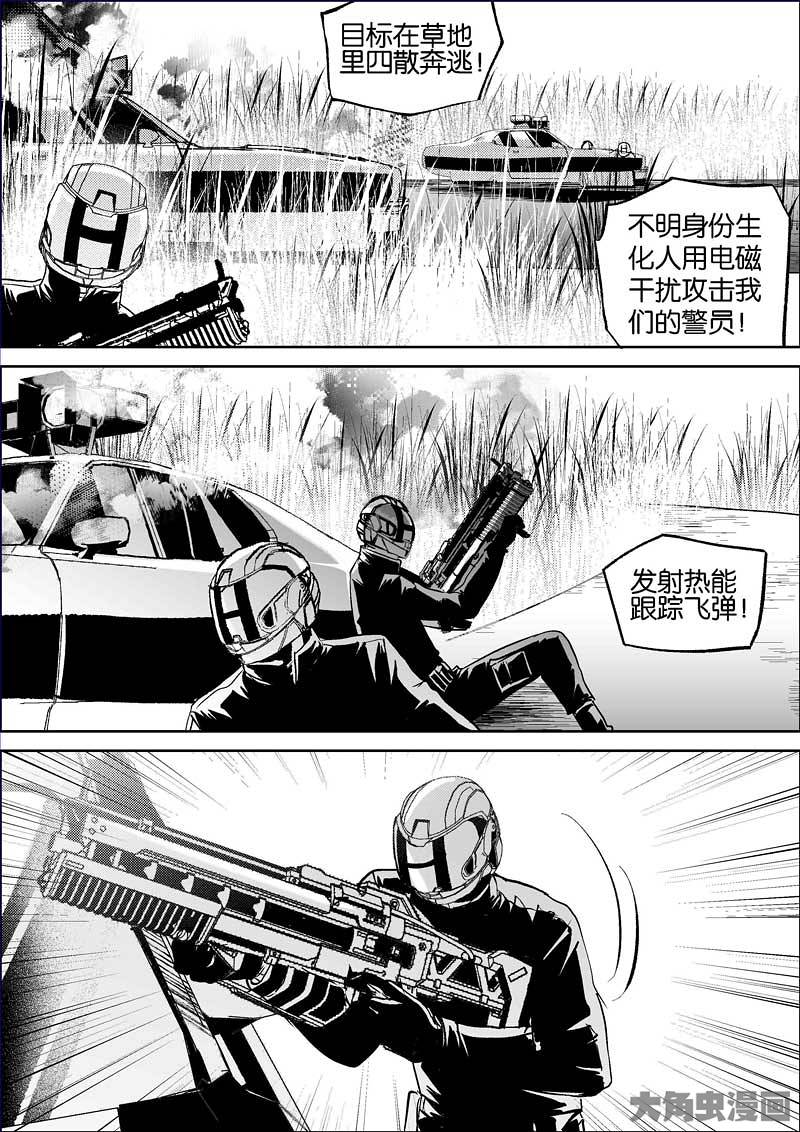 目标在草地
里四散奔逃！
不明身份生
化人用电磁
干扰攻击我
们的警员！
发射热能
跟踪飞弹！
大角虫漫画